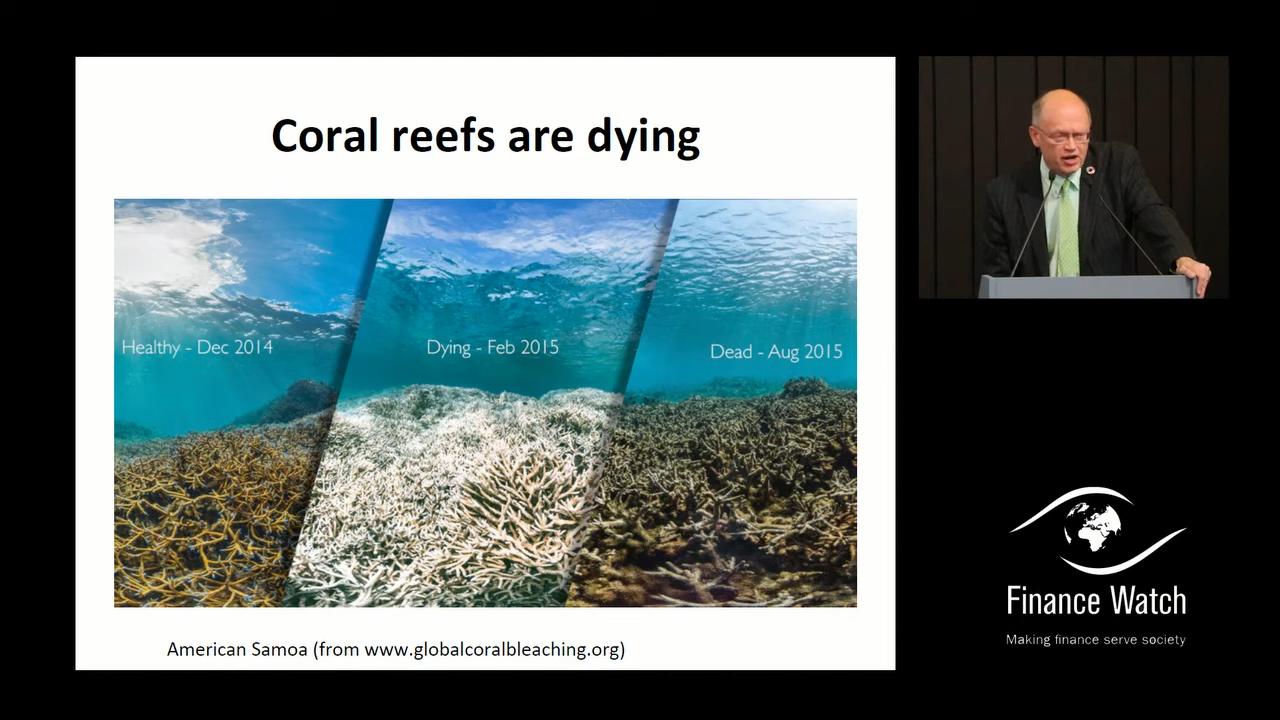 Coral reefs are dying
Healthy - Dec 2014
Dying - Feb 2015
Dead - Aug 2015
American Samoa (from www.globalcoralbleaching.org)
Finance Watch
Making finance serve society